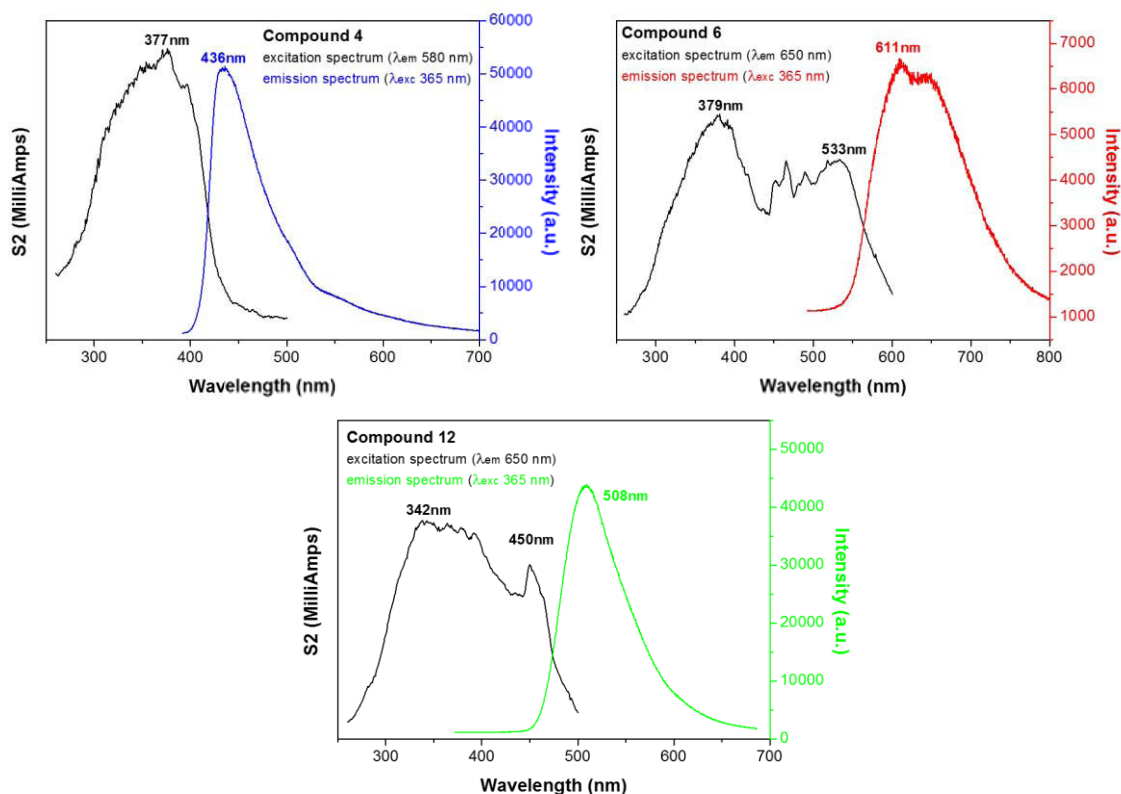 Compound 4
excitation spectrum (λem 580 nm)
emission spectrum (λexc 365 nm)
377nm
436nm
S2 (MilliAmps)
300 400 500 600 700
Wavelength (nm)
60000
50000
40000
30000
20000
10000
0
Intensity (a.u.)
Compound 6
excitation spectrum (λem 650 nm)
emission spectrum (λexc 365 nm)
611nm
379nm
533nm
S2 (MilliAmps)
300 400 500 600 700 800
Wavelength (nm)
7000
6000
5000
4000
3000
2000
1000
Intensity (a.u.)
Compound 12
excitation spectrum (λem 650 nm)
emission spectrum (λexc 365 nm)
342nm
450nm
508nm
S2 (MilliAmps)
300 400 500 600 700
Wavelength (nm)
50000
40000
30000
20000
10000
0
Intensity (a.u.)